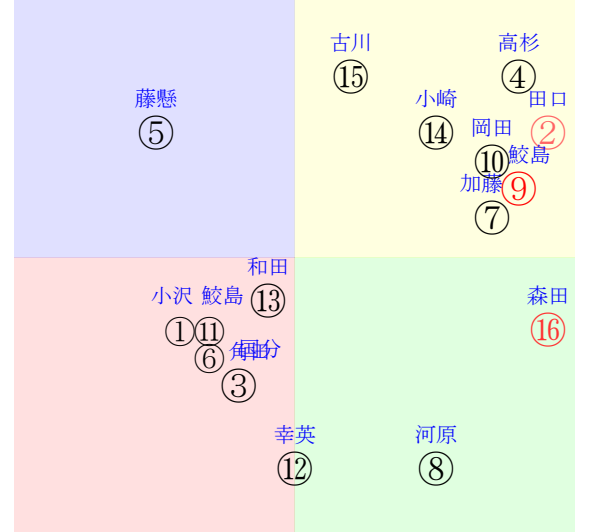 古川
高杉
⑮
④
藤懸
小崎
田口
⑤
⑭
岡田
②
⑩
鮫島
加藤
⑨
⑦
和田
小沢
鮫島
⑬
森田
①
⑪
⑯
⑥
③
幸英
河原
⑫
⑧